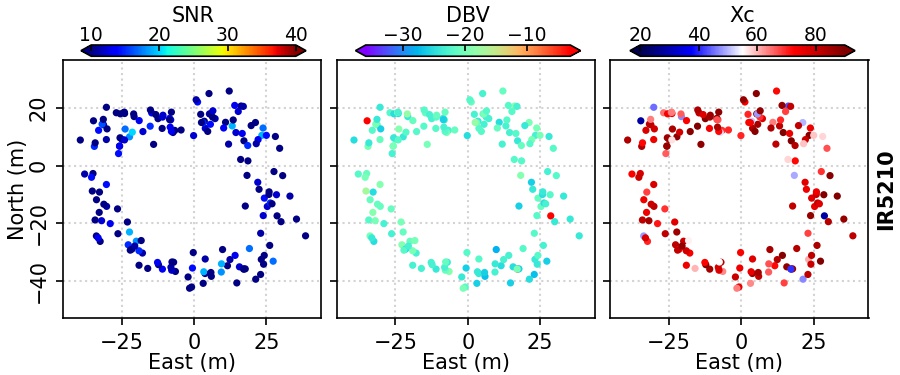 SNR
DBV
Xc
10 20 30 40
−30 −20 −10
20 40 60 80
North (m)
20
0
−20
−40
−25 0 25
−25 0 25
−25 0 25
East (m)
East (m)
East (m)
IR5210